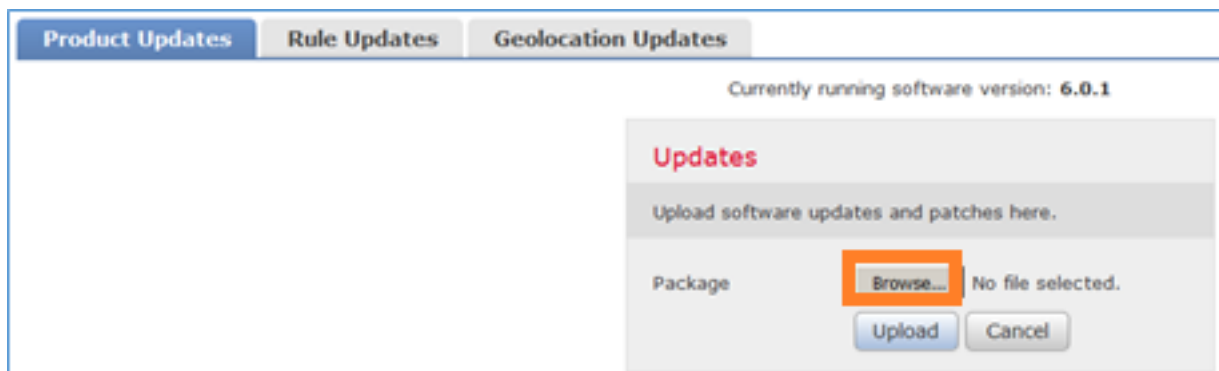 Product Updates Rule Updates Geolocation Updates
Currently running software version: 6.0.1
Updates
Upload software updates and patches here.
Package Browse... No file selected.
Upload Cancel